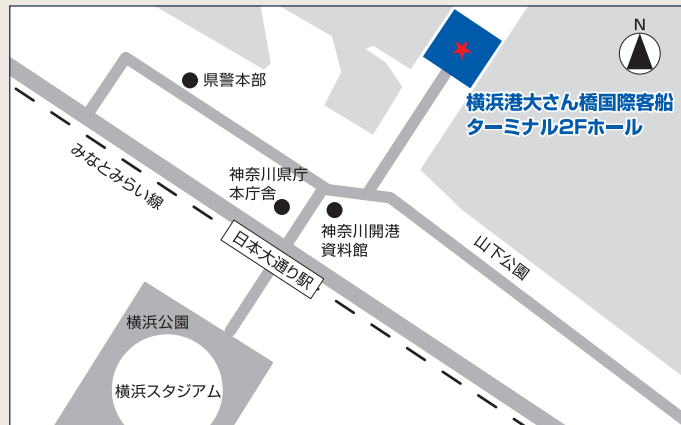 N
県警本部
横浜港大さん橋国際客船
ターミナル2Fホール
みなとみらい線
神奈川県庁
本庁舎
神奈川開港
資料館
日本大通り駅
山下公園
横浜公園
横浜スタジアム